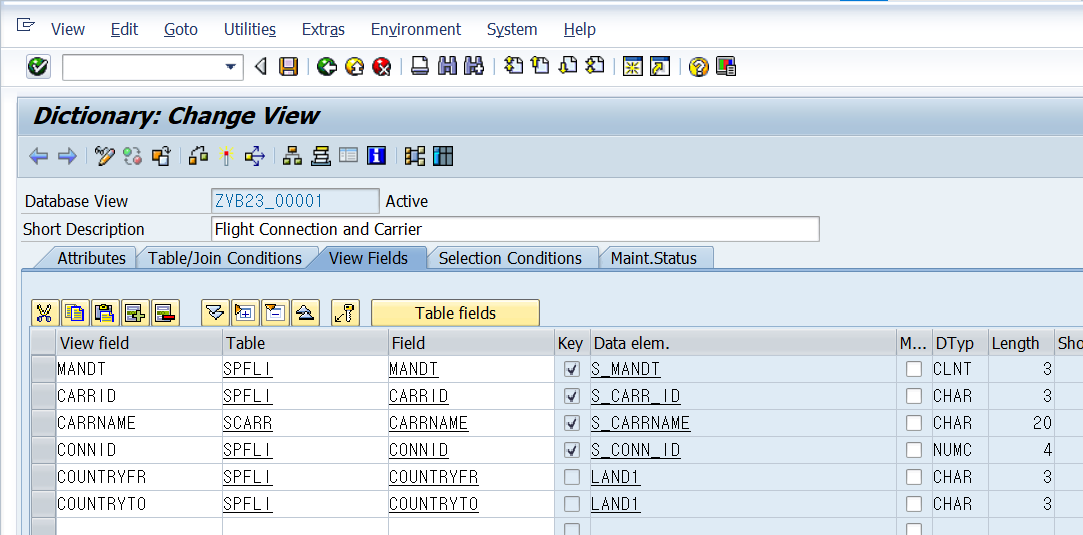 View Edit Goto Utilities Extras Environment System Help
Dictionary: Change View
Database View ZVB23_00001 Active
Short Description Flight Connection and Carrier
Attributes Table/Join Conditions View Fields Selection Conditions Maint.Status
Table fields
View field Table Field Key Data elem. M... DTyp Length Sho
MANDT SPFLI MANDT S_MANDT CLNT 3
CARRID SPFLI CARRID S_CARR_ID CHAR 3
CARRNAME SCARR CARRNAME S_CARRNAME CHAR 20
CONNID SPFLI CONNID S_CONN_ID NUMC 4
COUNTRYFR SPFLI COUNTRYFR LAND1 CHAR 3
COUNTRYTO SPFLI COUNTRYTO LAND1 CHAR 3